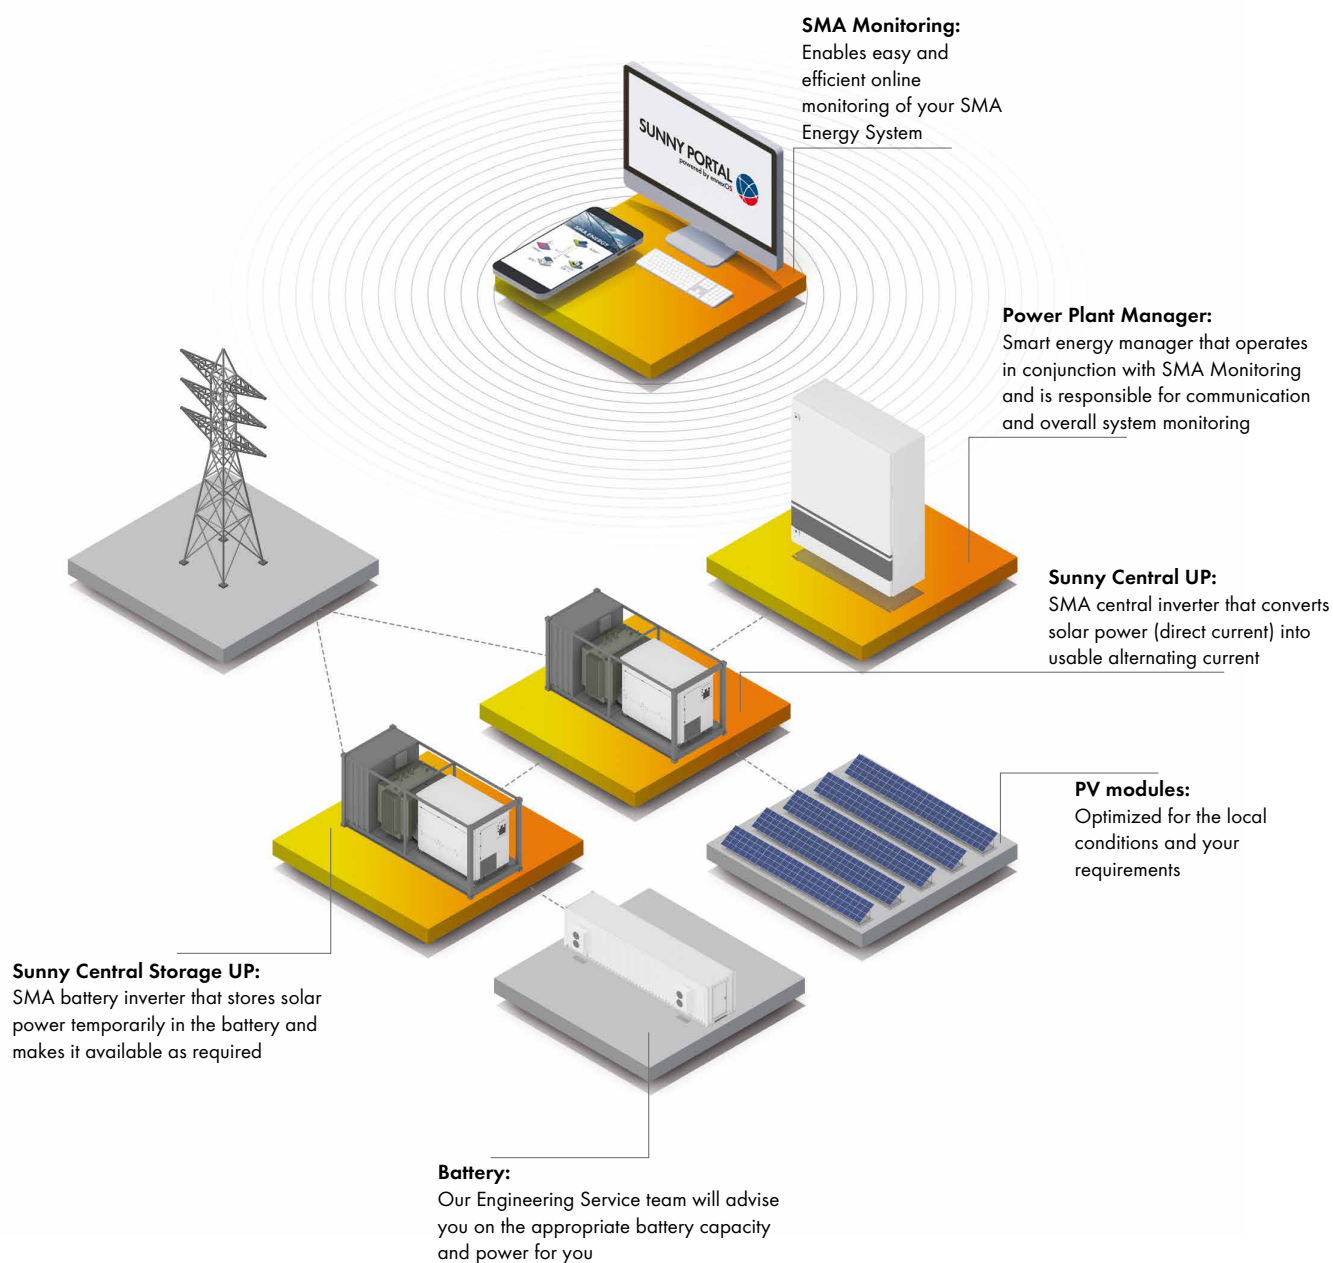 SMA Monitoring:
Enables easy and
efficient online
monitoring of your SMA
Energy System
SUNNY PORTAL
powered by ennexOS
SMA ENERGY
Power Plant Manager:
Smart energy manager that operates
in conjunction with SMA Monitoring
and is responsible for communication
and overall system monitoring
Sunny Central UP:
SMA central inverter that converts
solar power (direct current) into
usable alternating current
PV modules:
Optimized for the local
conditions and your
requirements
Sunny Central Storage UP:
SMA battery inverter that stores solar
power temporarily in the battery and
makes it available as required
Battery:
Our Engineering Service team will advise
you on the appropriate battery capacity
and power for you